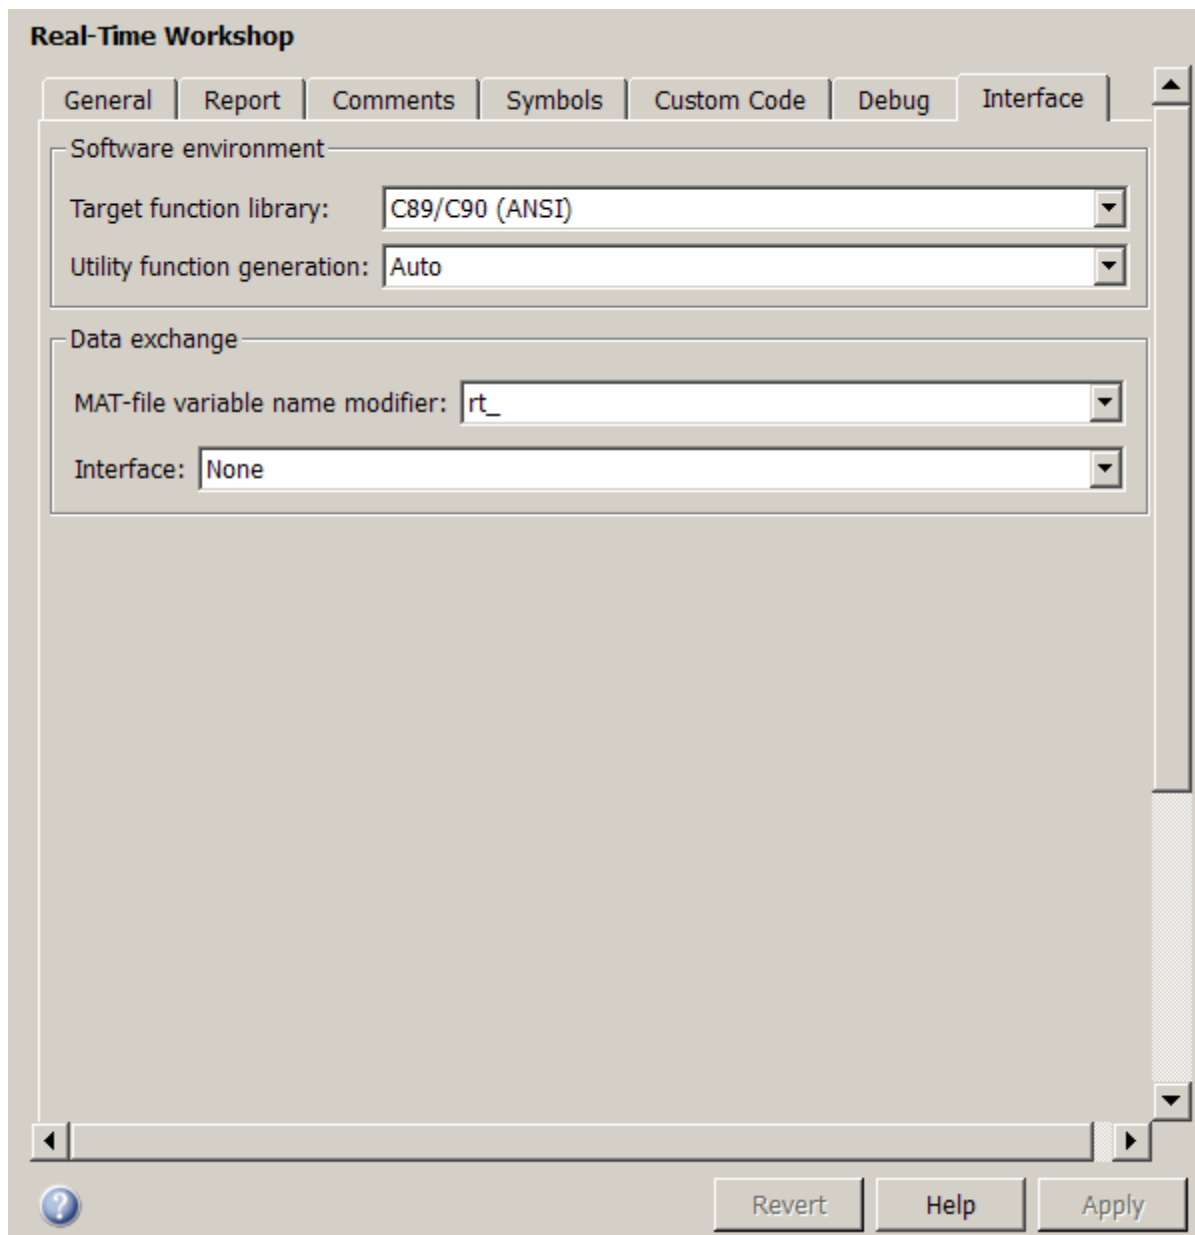 Real-Time Workshop
General Report Comments Symbols Custom Code Debug Interface
Software environment
Target function library: C89/C90 (ANSI)
Utility function generation: Auto
Data exchange
MAT-file variable name modifier: rt_
Interface: None
? Revert Help Apply